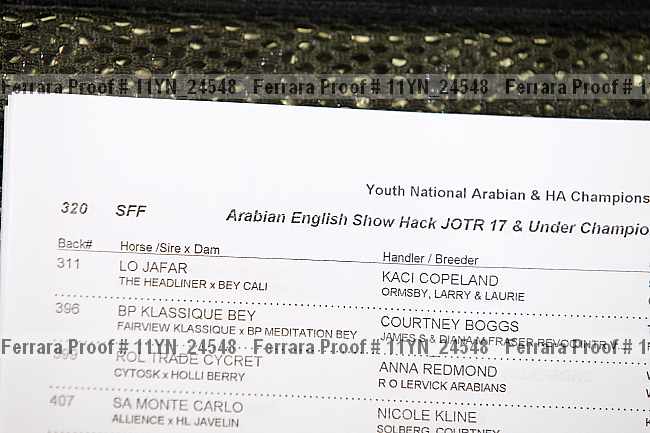 Ferrara Proof # 11YN_24548 Ferrara Proof # 11YN_24548 Ferrara Proof #
Youth National Arabian & HA Champions
320 SFF Arabian English Show Hack JOTR 17 & Under Champio
Back# Horse /Sire x Dam Handler / Breeder
311 LO JAFAR KACI COPELAND
THE HEADLINER x BEY CALI ORMSBY, LARRY & LAURIE
396 BP KLASSIQUE BEY COURTNEY BOGGS
FAIRVIEW KLASSIQUE x BP MEDITATION BEY JAMES S & DIANA M FRASER
Ferrara Proof # 11YN_24548 Ferrara Proof # 11YN_24548 Ferrara Proof # 1
ROL TRADE CYCRET ANNA REDMOND
CYTOSK x HOLLI BERRY R O LERVICK ARABIANS
407 SA MONTE CARLO NICOLE KLINE
ALLIENCE x HL JAVELIN SOLBERG, COURTNEY